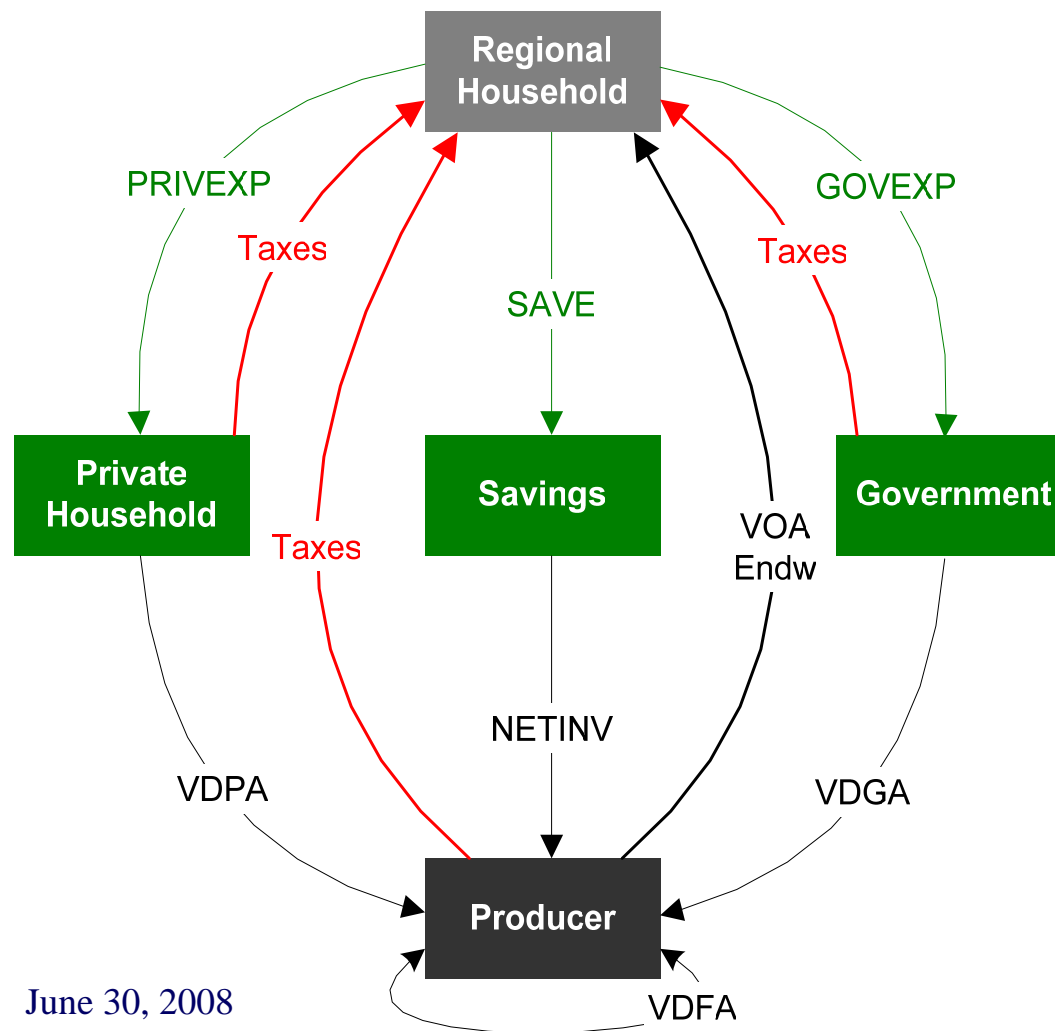 Regional
Household
PRIVEXP
GOVEXP
Taxes
Taxes
SAVE
Private
Household
Savings
Government
Taxes
VOA
Endw
NETINV
VDPA
VDGA
Producer
June 30, 2008
VDFA